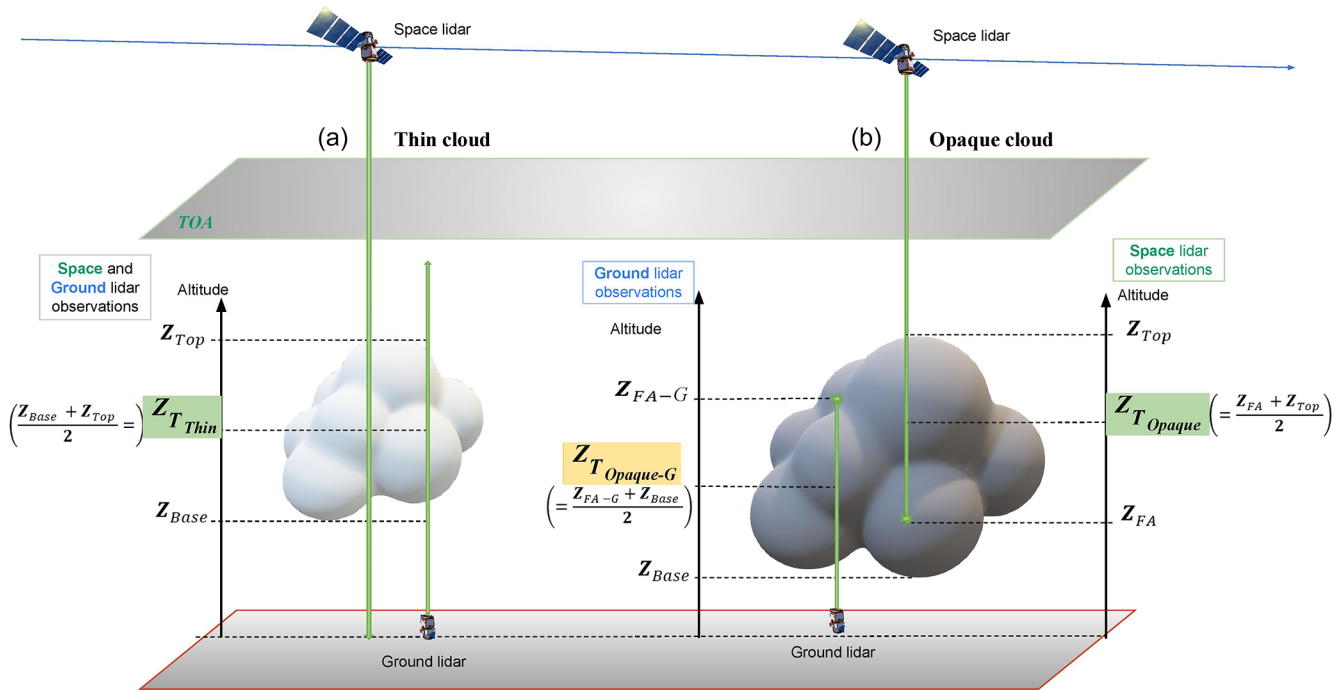 Space lidar
Space lidar
(a)
Thin cloud
(b)
Opaque cloud
TOA
Space and
Ground lidar
observations
Altitude
Z_Top
(Z_Base + Z_Top / 2 =) Z_T_Thin
Z_Base
Ground lidar
Ground lidar
observations
Altitude
Z_FA−G
Z_T_Opaque-G
(= Z_FA−G + Z_Base / 2)
Z_Base
Ground lidar
Space lidar
observations
Altitude
Z_Top
Z_T_Opaque (= Z_FA + Z_Top / 2)
Z_FA